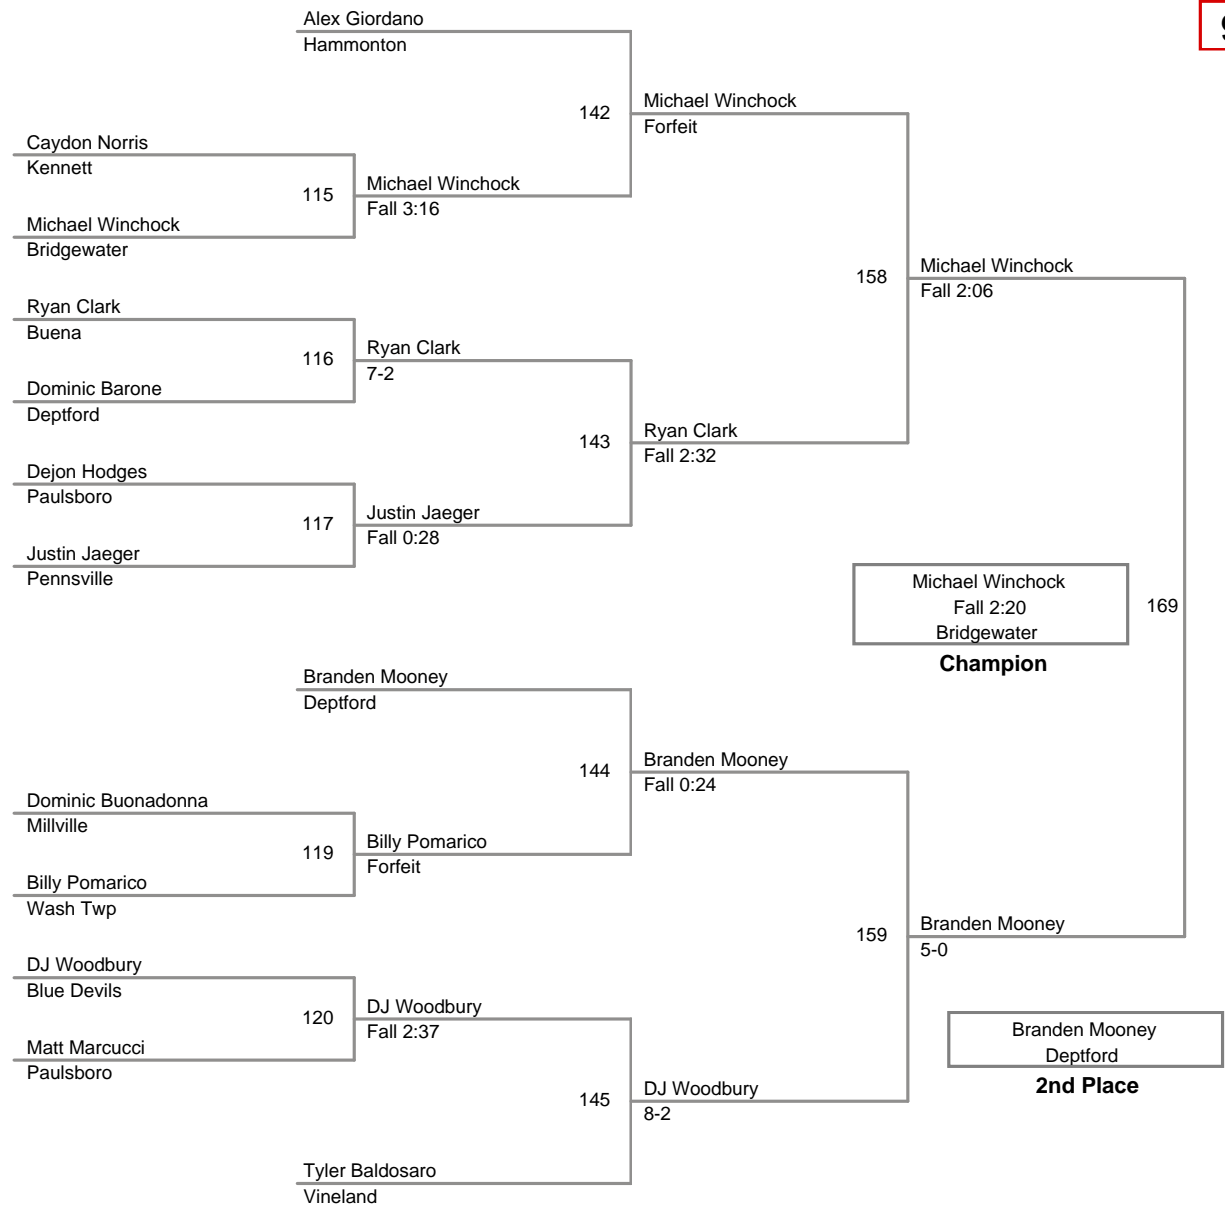 Alex Giordano
Hammonton
142
Michael Winchock
Forfeit
Caydon Norris
Kennett
115
Michael Winchock
Fall 3:16
Michael Winchock
Bridgewater
158
Michael Winchock
Fall 2:06
Ryan Clark
Buena
116
Ryan Clark
7-2
Dominic Barone
Deptford
143
Ryan Clark
Fall 2:32
Dejon Hodges
Paulsboro
117
Justin Jaeger
Fall 0:28
Justin Jaeger
Pennsville
Michael Winchock
Fall 2:20
Bridgewater
Champion
169
Branden Mooney
Deptford
144
Branden Mooney
Fall 0:24
Dominic Buonadonna
Millville
119
Billy Pomarico
Forfeit
Billy Pomarico
Wash Twp
159
Branden Mooney
5-0
DJ Woodbury
Blue Devils
120
DJ Woodbury
Fall 2:37
Matt Marcucci
Paulsboro
Branden Mooney
Deptford
2nd Place
145
DJ Woodbury
8-2
Tyler Baldosaro
Vineland